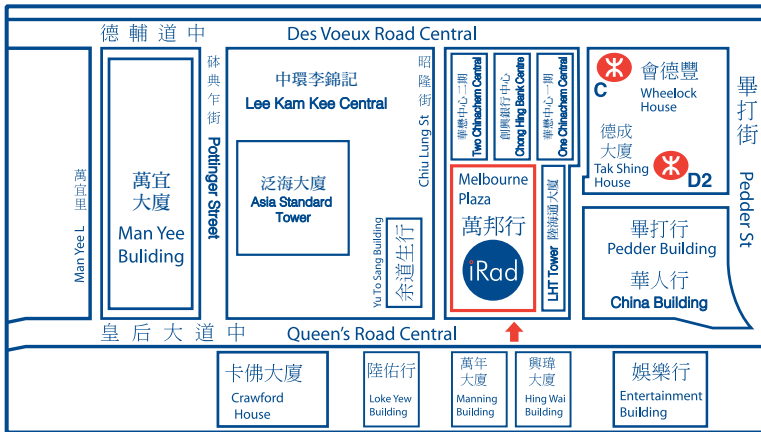 德輔道中
Des Voeux Road Central
萬宜里
Man Yee L
萬宜
大廈
Man Yee
Buliding
砵典乍街
Pottinger Street
中環李錦記
Lee Kam Kee Central
泛海大廈
Asia Standard
Tower
昭隆街
Chiu Lung St
余道生行
Yu To Sang Building
華懋中心二期
Two Chinachem Central
創興銀行中心
Chong Hing Bank Centre
華懋中心一期
One Chinachem Central
Melbourne
Plaza
萬邦行
iRad
陸海通大廈
LHT Tower
C
會德豐
Wheelock
House
德成
大廈
Tak Shing
House
D2
畢打街
Pedder St
畢打行
Pedder Building
華人行
China Building
皇后大道中
Queen's Road Central
卡佛大廈
Crawford
House
陸佑行
Loke Yew
Building
萬年
大廈
Manning
Building
興瑋
大廈
Hing Wai
Building
娛樂行
Entertainment
Building